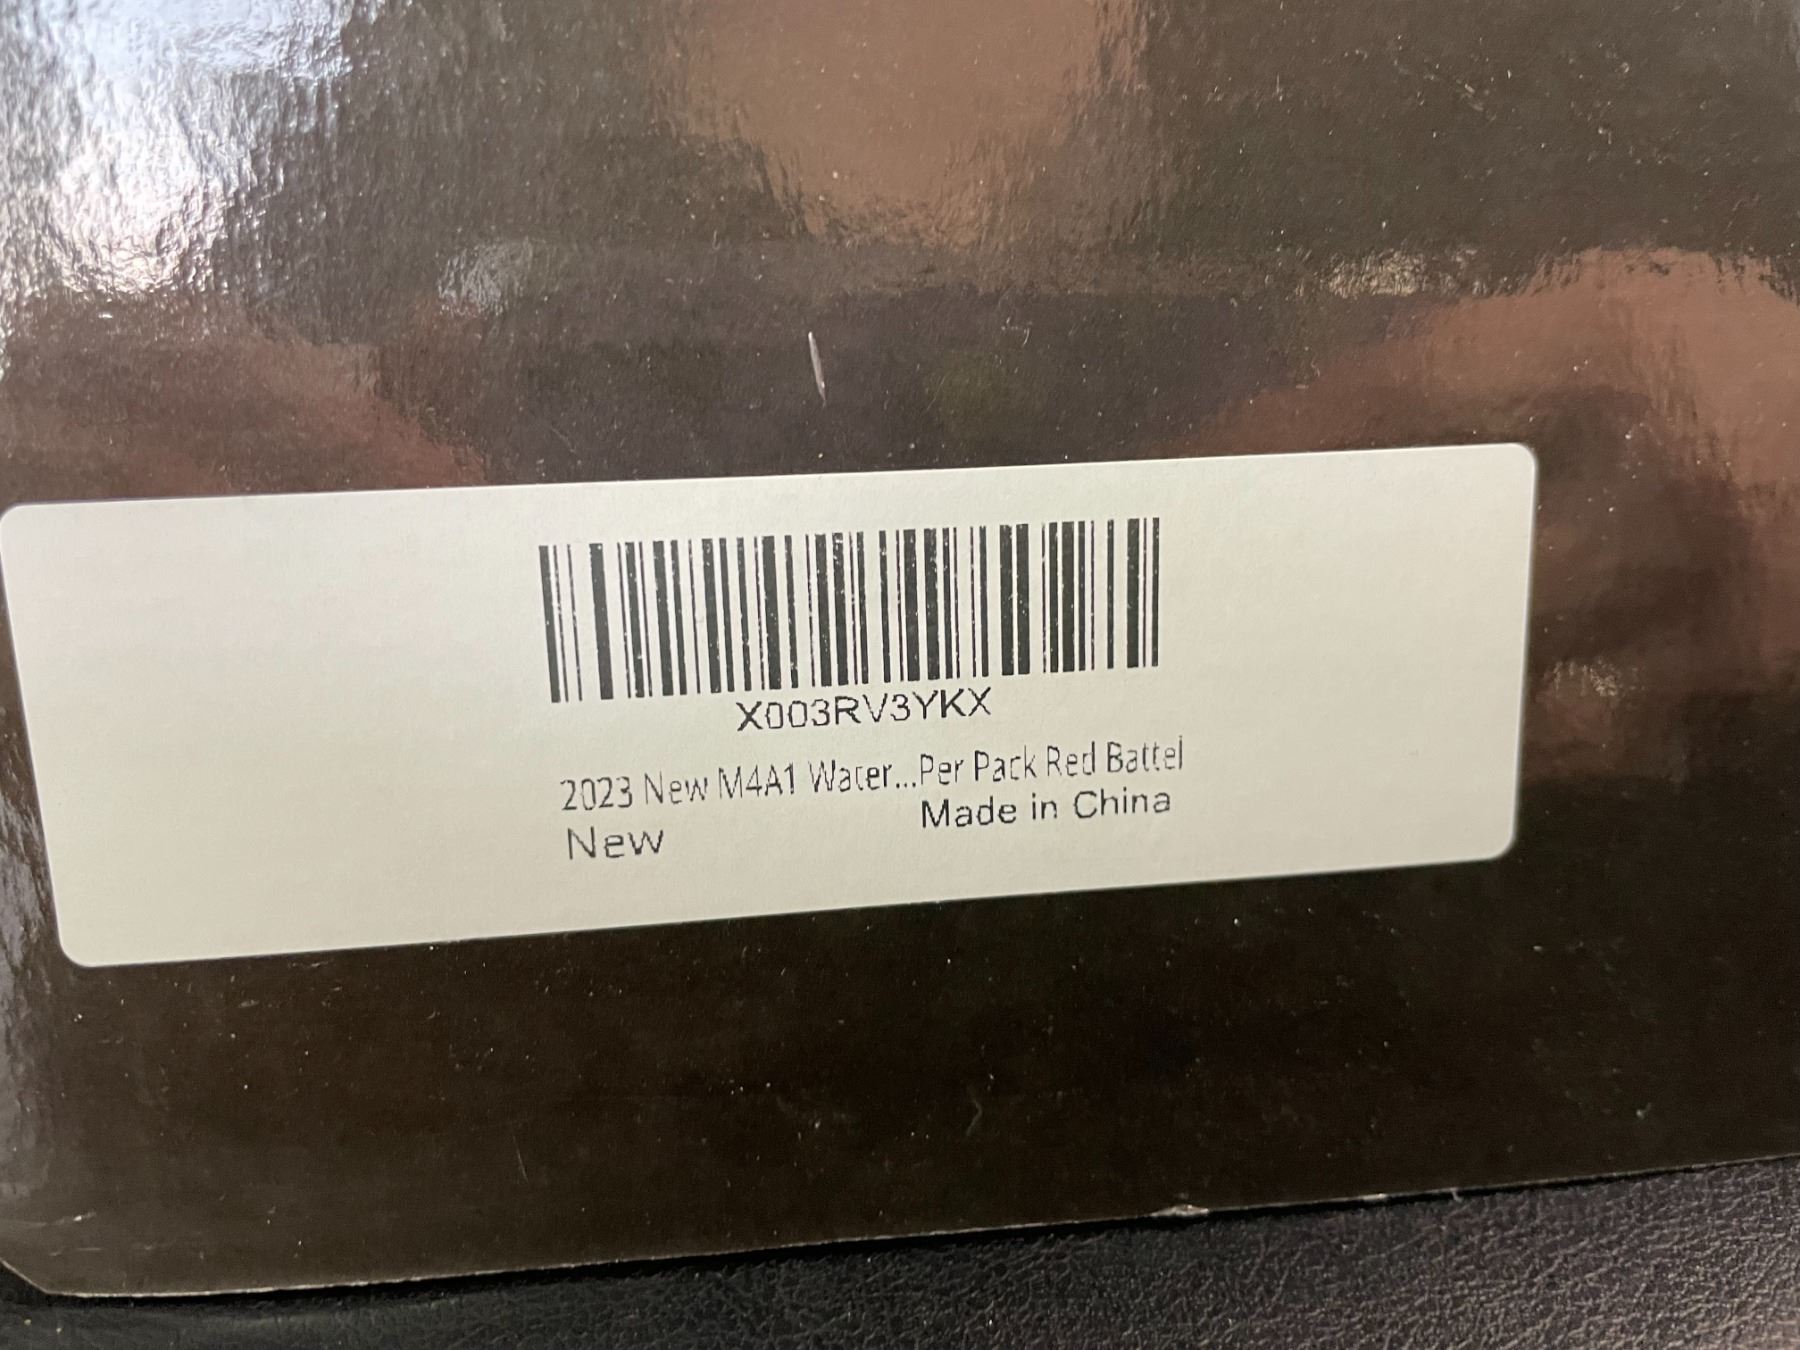 X003RV3YKX
2023 New M4A1 Water...Per Pack Red Battel
New
Made in China